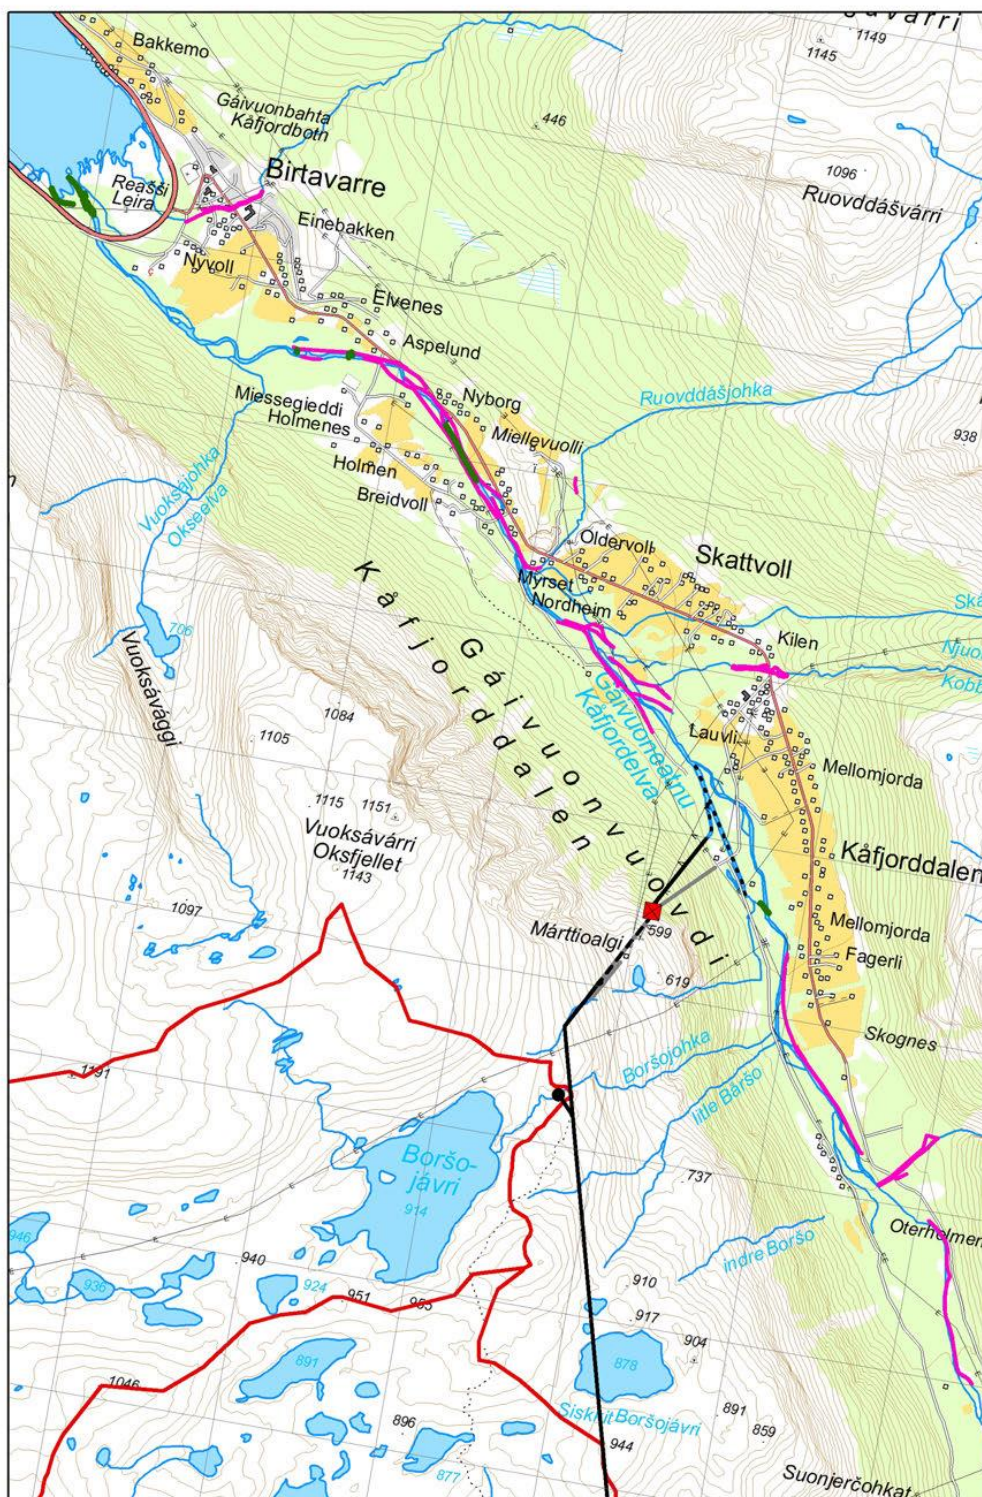 1149
1145
Bakkemo
Gáivuonbahta
Kåfjordbotn
446
Birtavarre
1096
Reašši
Leira
Ruovddášvárri
Einebakken
Nyvoll
Elvenes
Aspelund
Ruovddášjohka
Miessegieddi
Holmenes
Nyborg
Miellevuolli
938
Holmen
Breidvoll
Vuoksájohka
Okseelva
Oldervoll
Skattvoll
Myrset
Nordheim
Kåfjorddalen
Gáivuonvuovdi
706
Vuoksávággi
Kilen
Gáivuoneatnu
Kåfjordelva
1084
1105
Lauvli
Mellomjorda
1115
1151
Vuoksávárri
Oksfjellet
1143
Kåfjorddalen
1097
Márttioalgi
599
Mellomjorda
Fagerli
619
Skognes
1191
Boršojohka
litle Båršo
Boršo-
jávri
914
737
Oterholmen
946
940
indre Boršo
936
924
951
955
910
917
904
891
878
1046
896
Siskkit Boršojávri
891
859
944
877
Suonjerčohkat